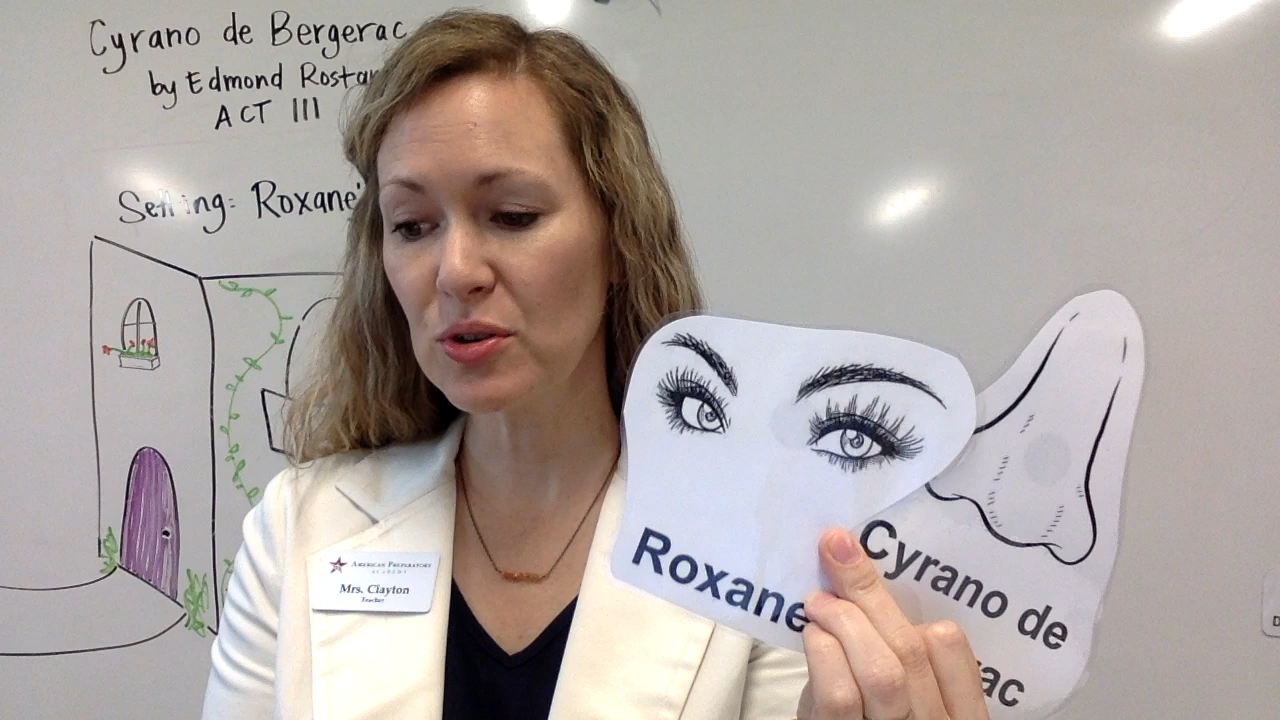 Cyrano de Bergerac
by Edmond Rostan
ACT III
Setting: Roxane's
AMERICAN PREPARATORY
ACADEMY
Mrs. Clayton
Teacher
Roxane
Cyrano de
ac
D